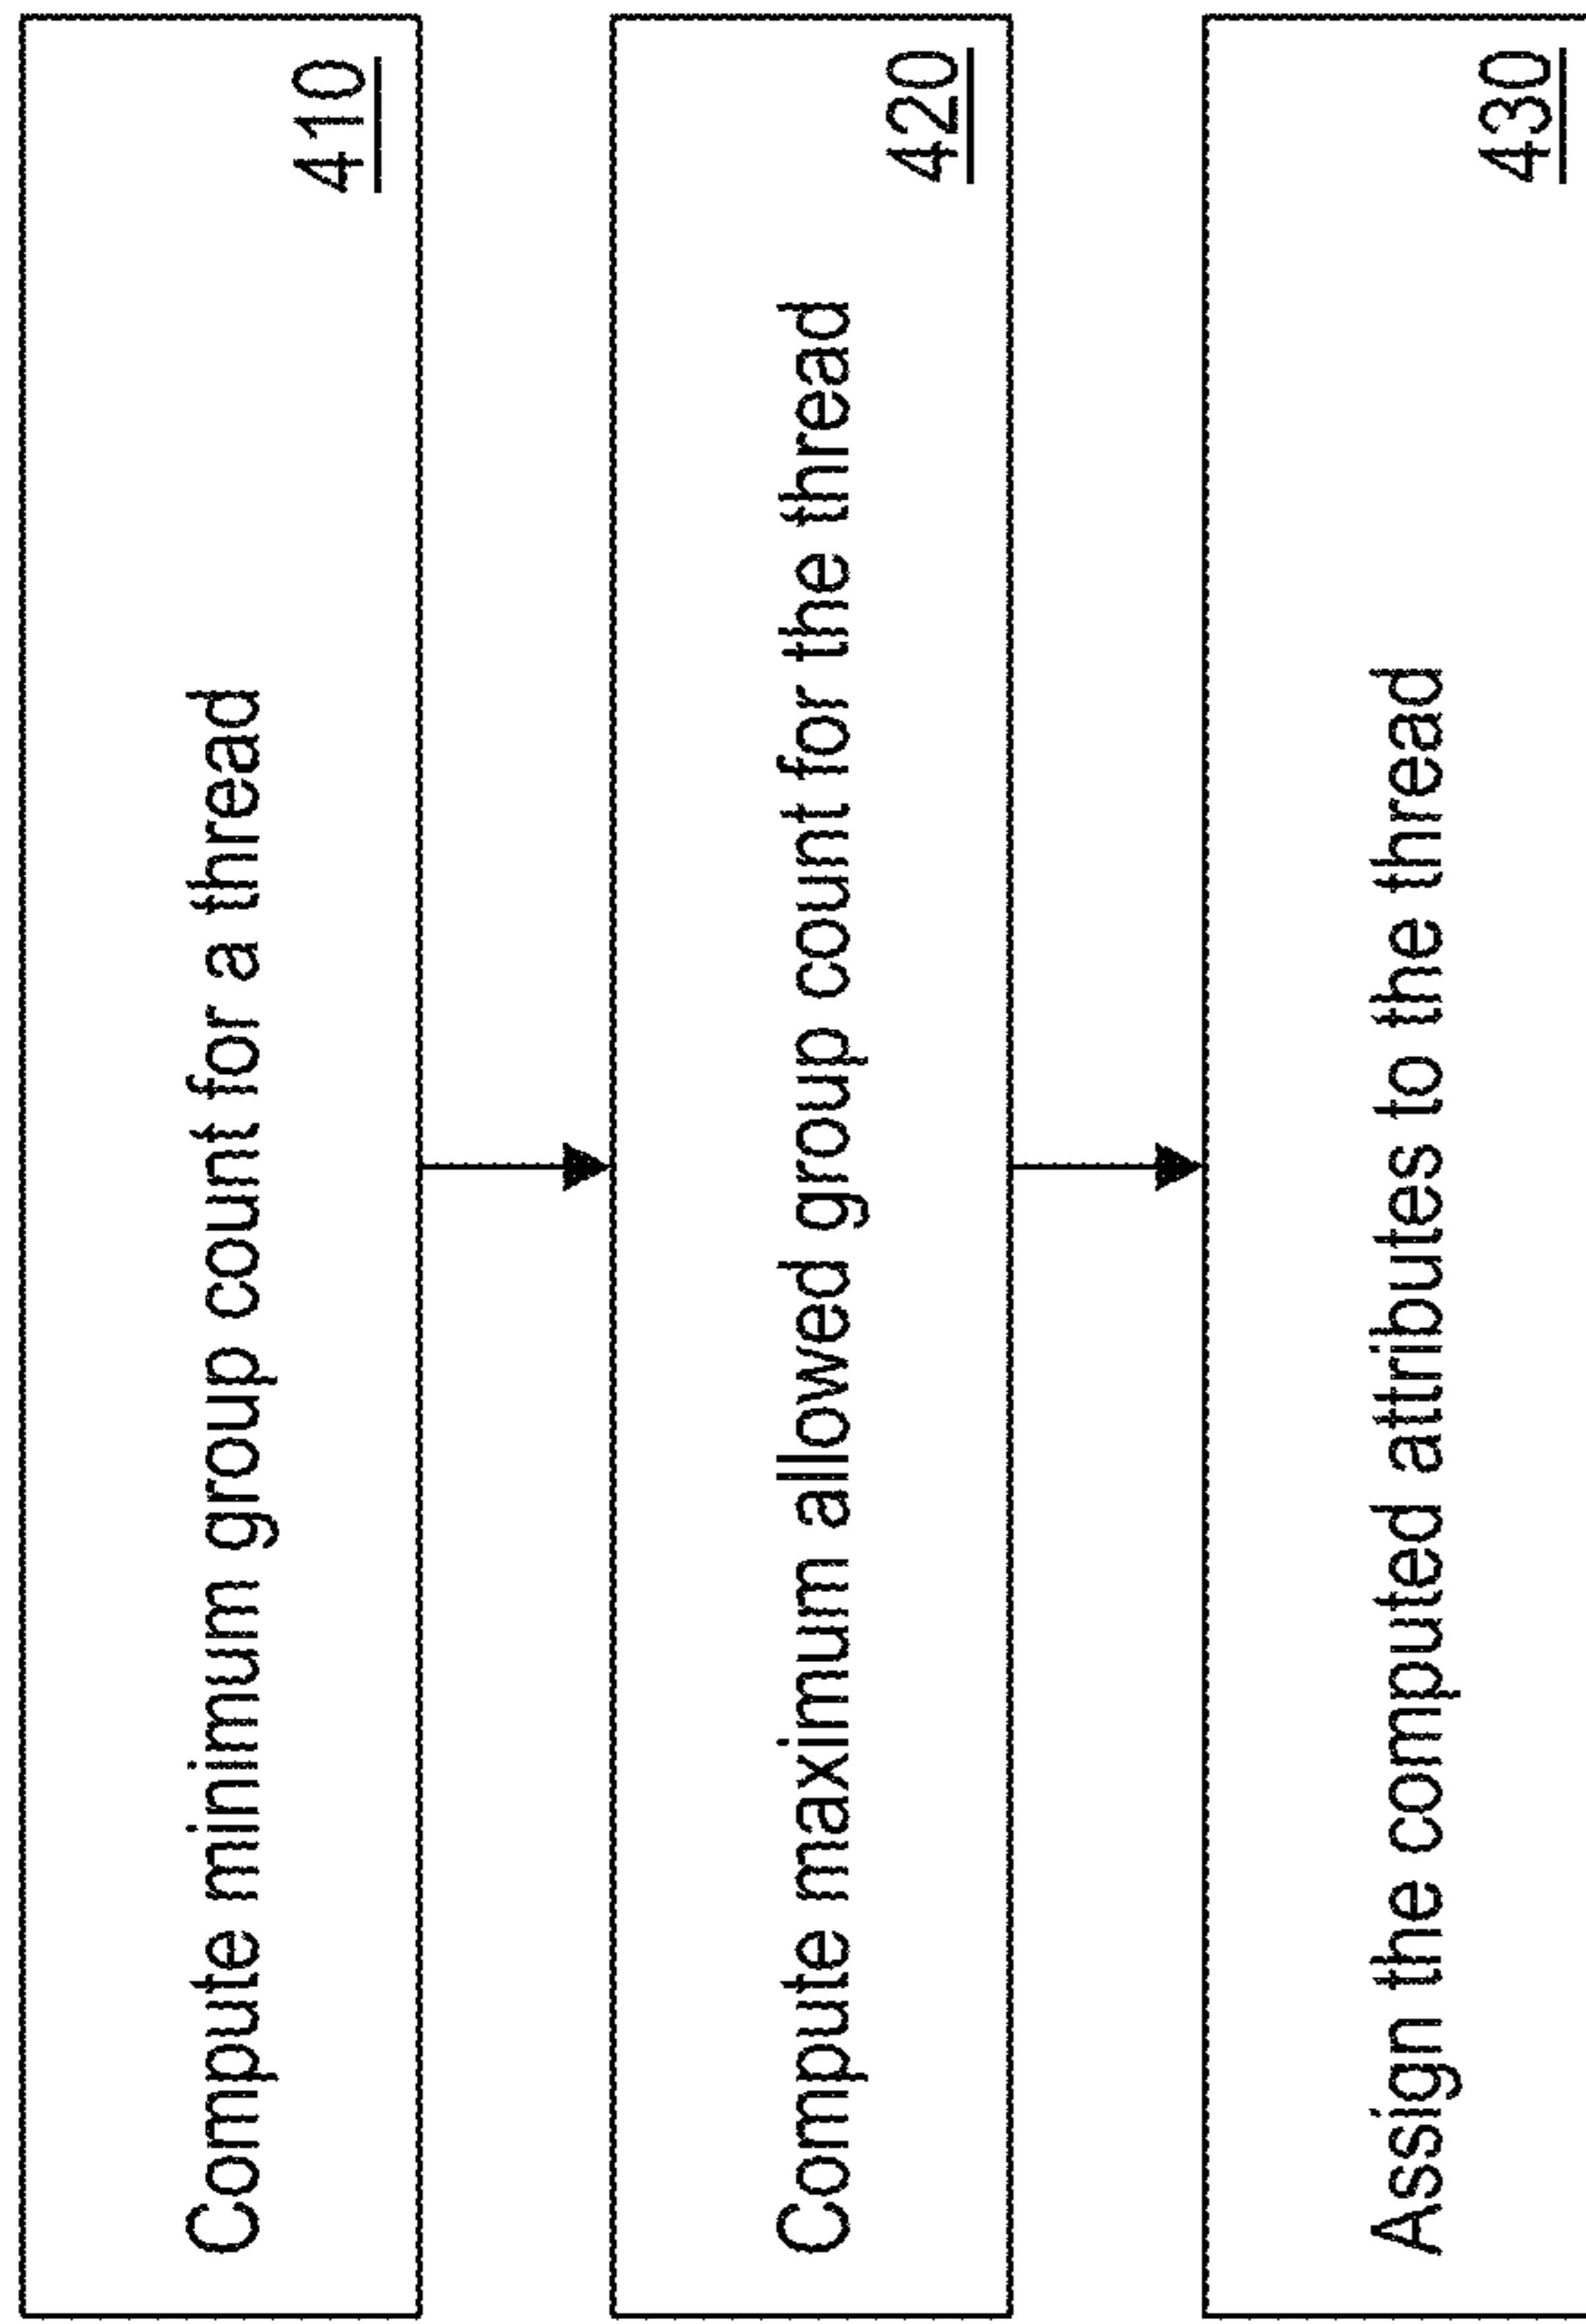 Compute minimum group count for a thread
410
Compute maximum allowed group count for the thread
420
Assign the computed attributes to the thread
430